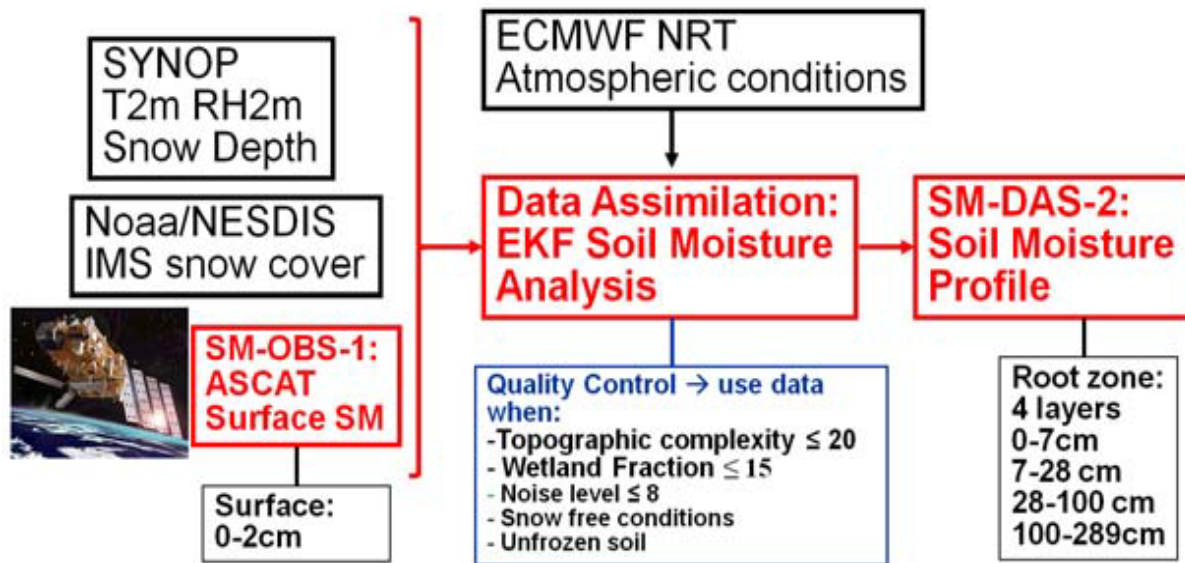 SYNOP
T2m RH2m
Snow Depth
Noaa/NESDIS
IMS snow cover
SM-OBS-1:
ASCAT
Surface SM
Surface:
0-2cm
ECMWF NRT
Atmospheric conditions
Data Assimilation:
EKF Soil Moisture
Analysis
Quality Control → use data
when:
-Topographic complexity ≤ 20
- Wetland Fraction ≤ 15
- Noise level ≤ 8
- Snow free conditions
- Unfrozen soil
SM-DAS-2:
Soil Moisture
Profile
Root zone:
4 layers
0-7cm
7-28 cm
28-100 cm
100-289cm